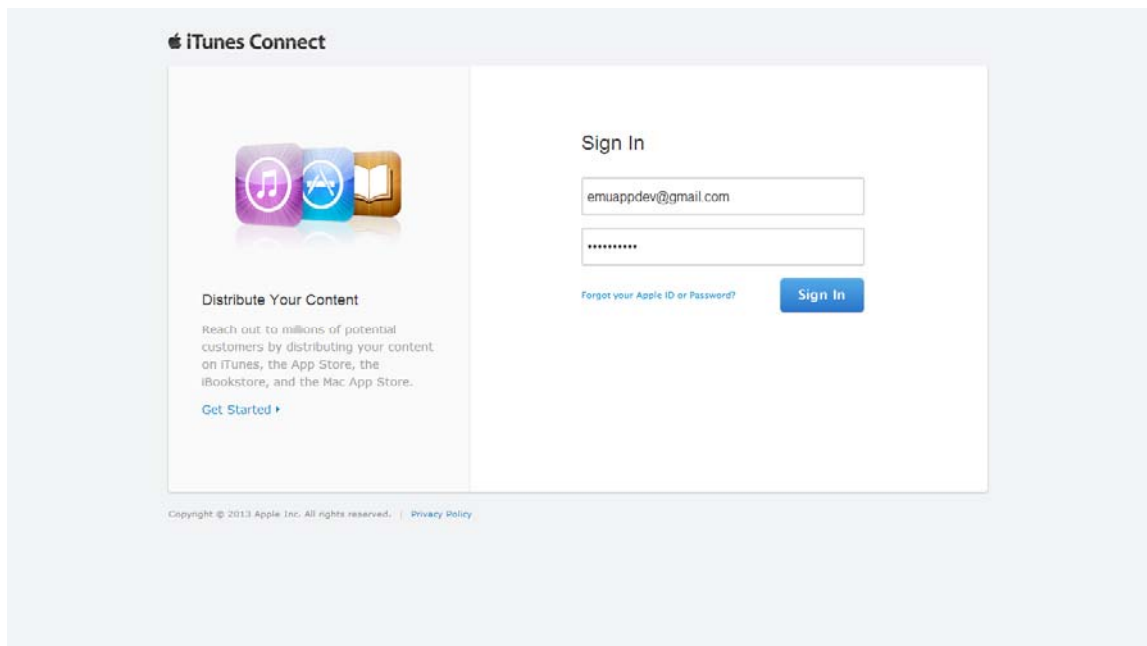 iTunes Connect
Distribute Your Content
Reach out to millions of potential
customers by distributing your content
on iTunes, the App Store, the
iBookstore, and the Mac App Store.
Get Started
Sign In
emuappdev@gmail.com
••••••••••
Forgot your Apple ID or Password?
Sign In
Copyright © 2013 Apple Inc. All rights reserved. | Privacy Policy